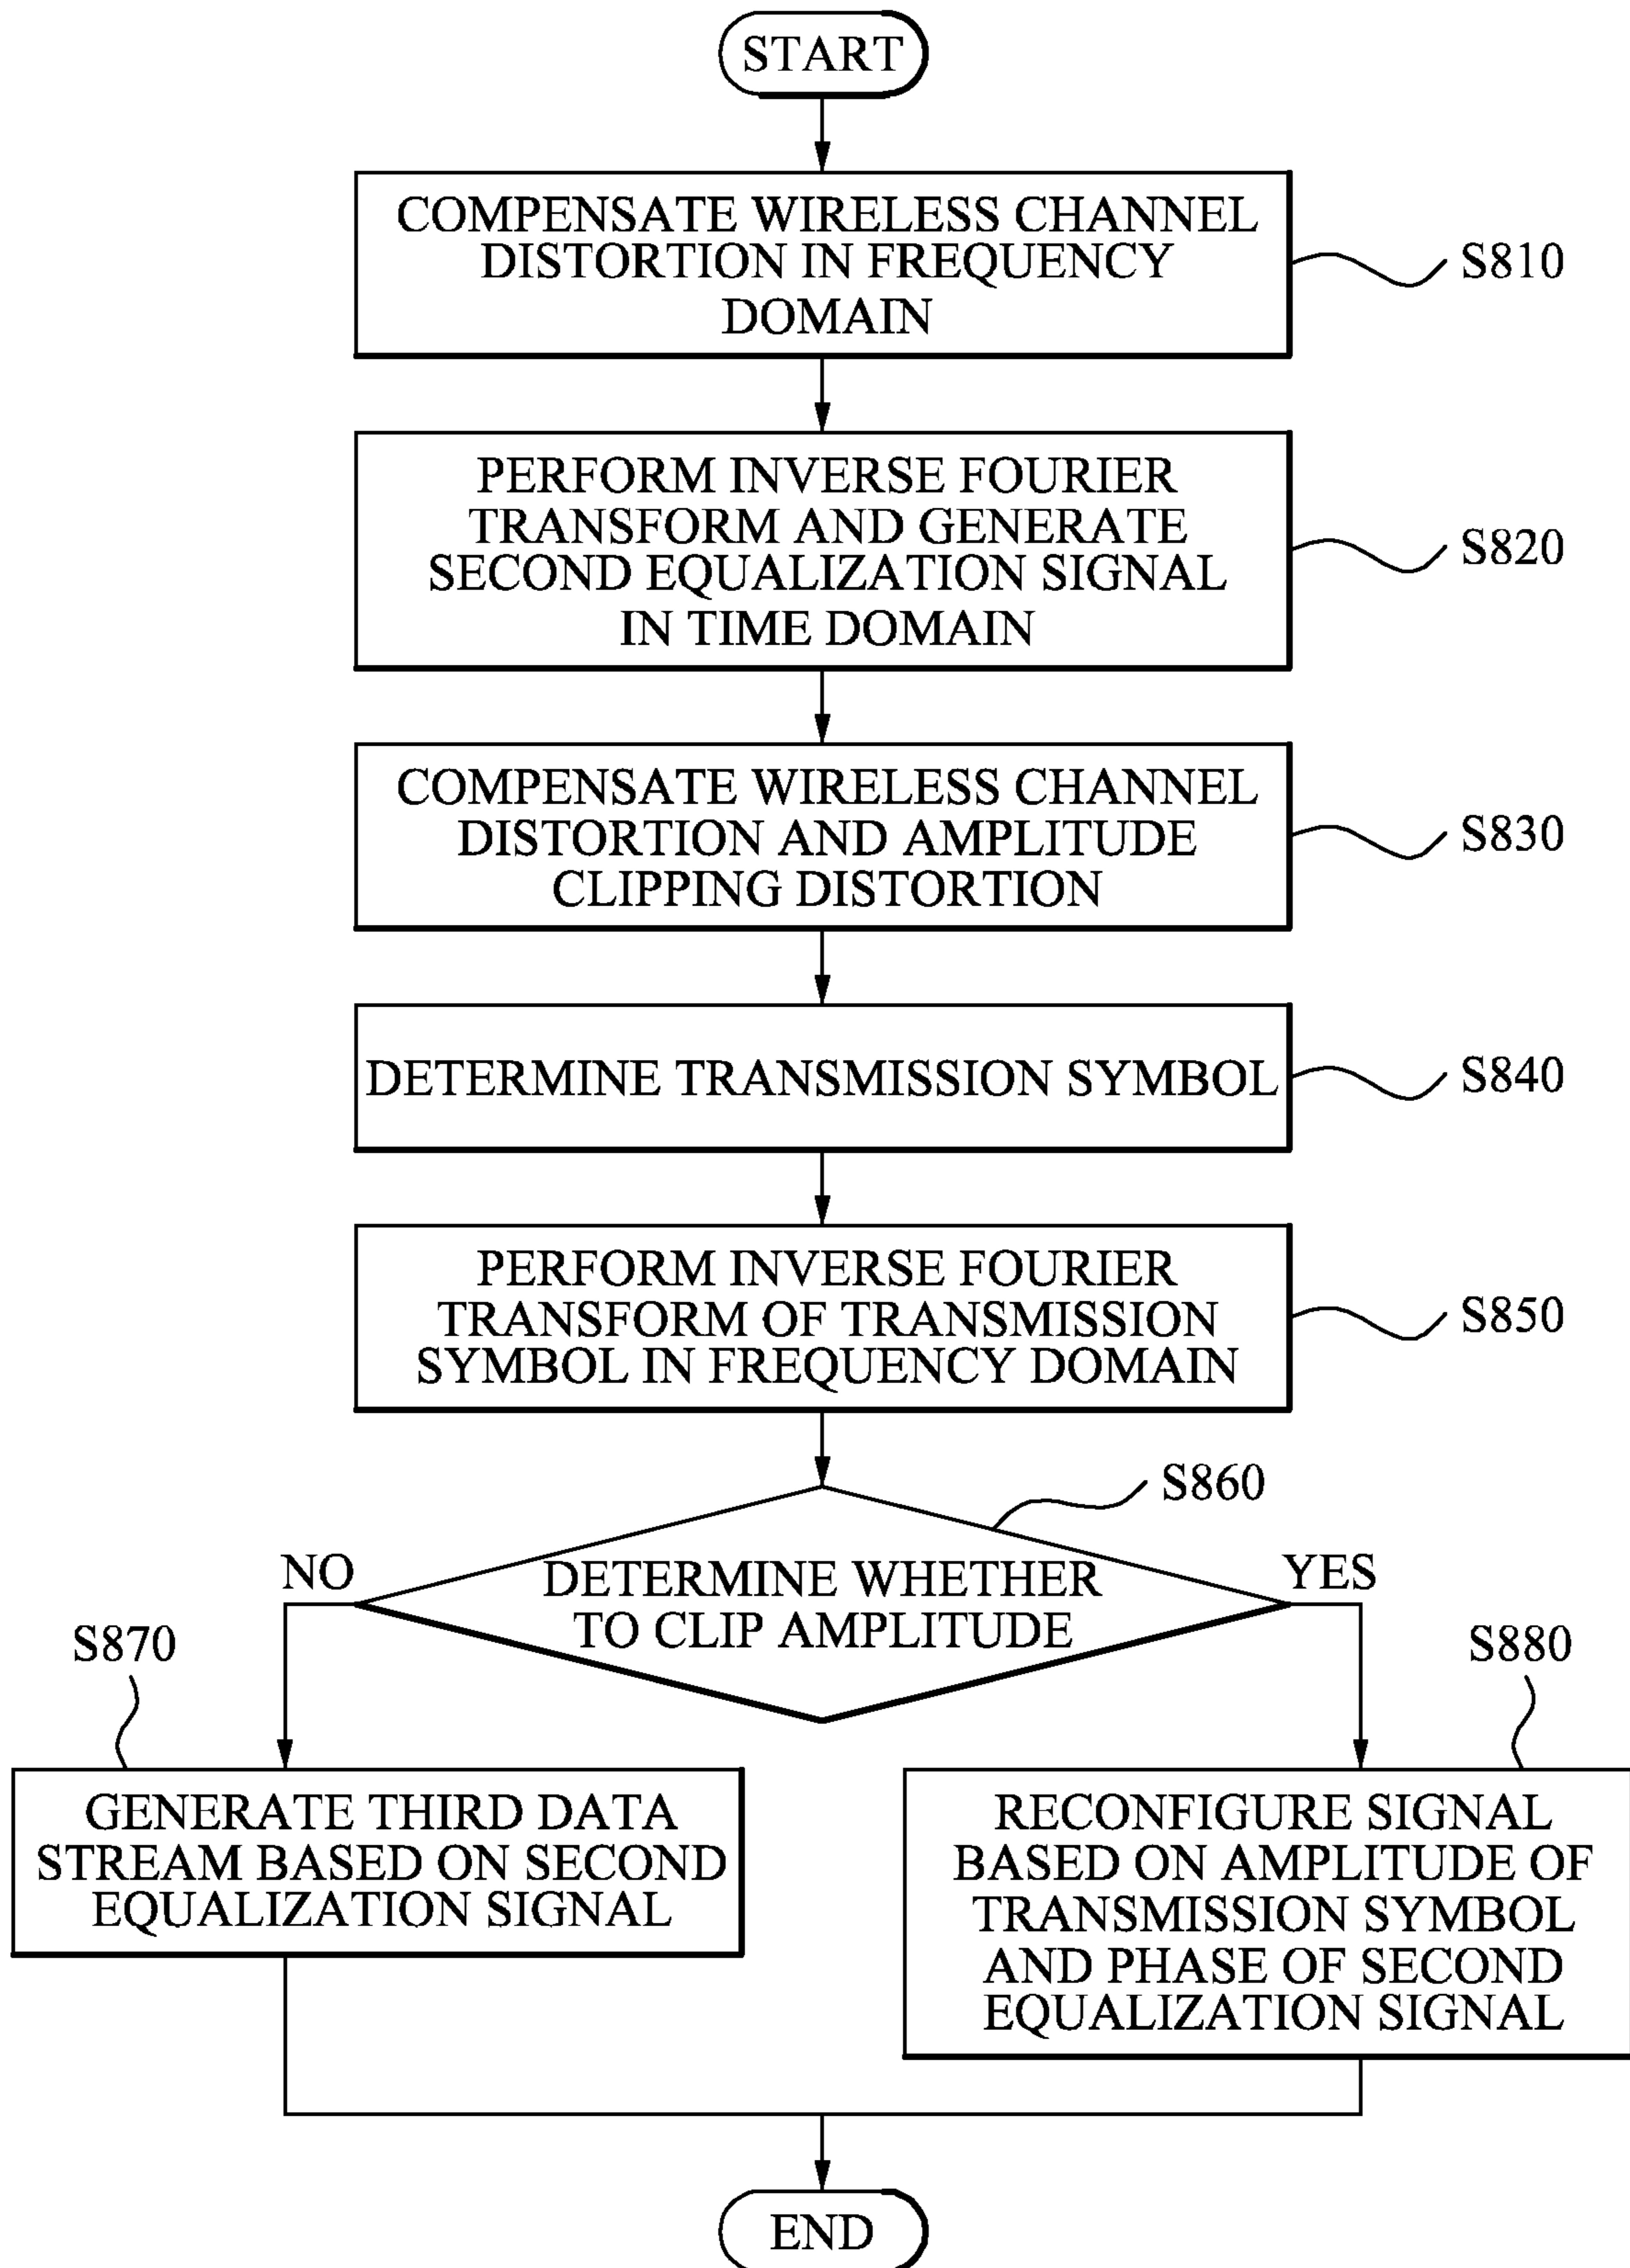 START
COMPENSATE WIRELESS CHANNEL
DISTORTION IN FREQUENCY
DOMAIN
S810
PERFORM INVERSE FOURIER
TRANSFORM AND GENERATE
SECOND EQUALIZATION SIGNAL
IN TIME DOMAIN
S820
COMPENSATE WIRELESS CHANNEL
DISTORTION AND AMPLITUDE
CLIPPING DISTORTION
S830
DETERMINE TRANSMISSION SYMBOL
S840
PERFORM INVERSE FOURIER
TRANSFORM OF TRANSMISSION
SYMBOL IN FREQUENCY DOMAIN
S850
S860
DETERMINE WHETHER
TO CLIP AMPLITUDE
NO
YES
S870
GENERATE THIRD DATA
STREAM BASED ON SECOND
EQUALIZATION SIGNAL
S880
RECONFIGURE SIGNAL
BASED ON AMPLITUDE OF
TRANSMISSION SYMBOL
AND PHASE OF SECOND
EQUALIZATION SIGNAL
END